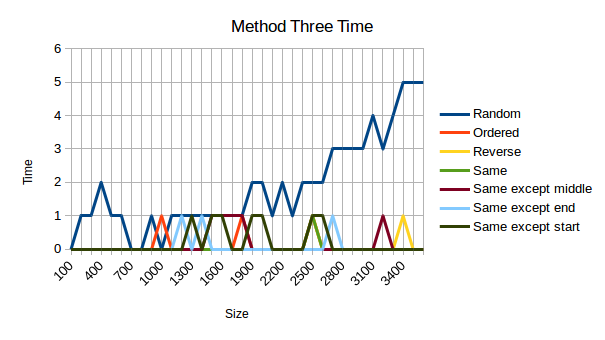 Method Three Time
6
5
4
3
2
1
0
Time
100
400
700
1000
1300
1600
1900
2200
2500
2800
3100
3400
Size
Random
Ordered
Reverse
Same
Same except middle
Same except end
Same except start